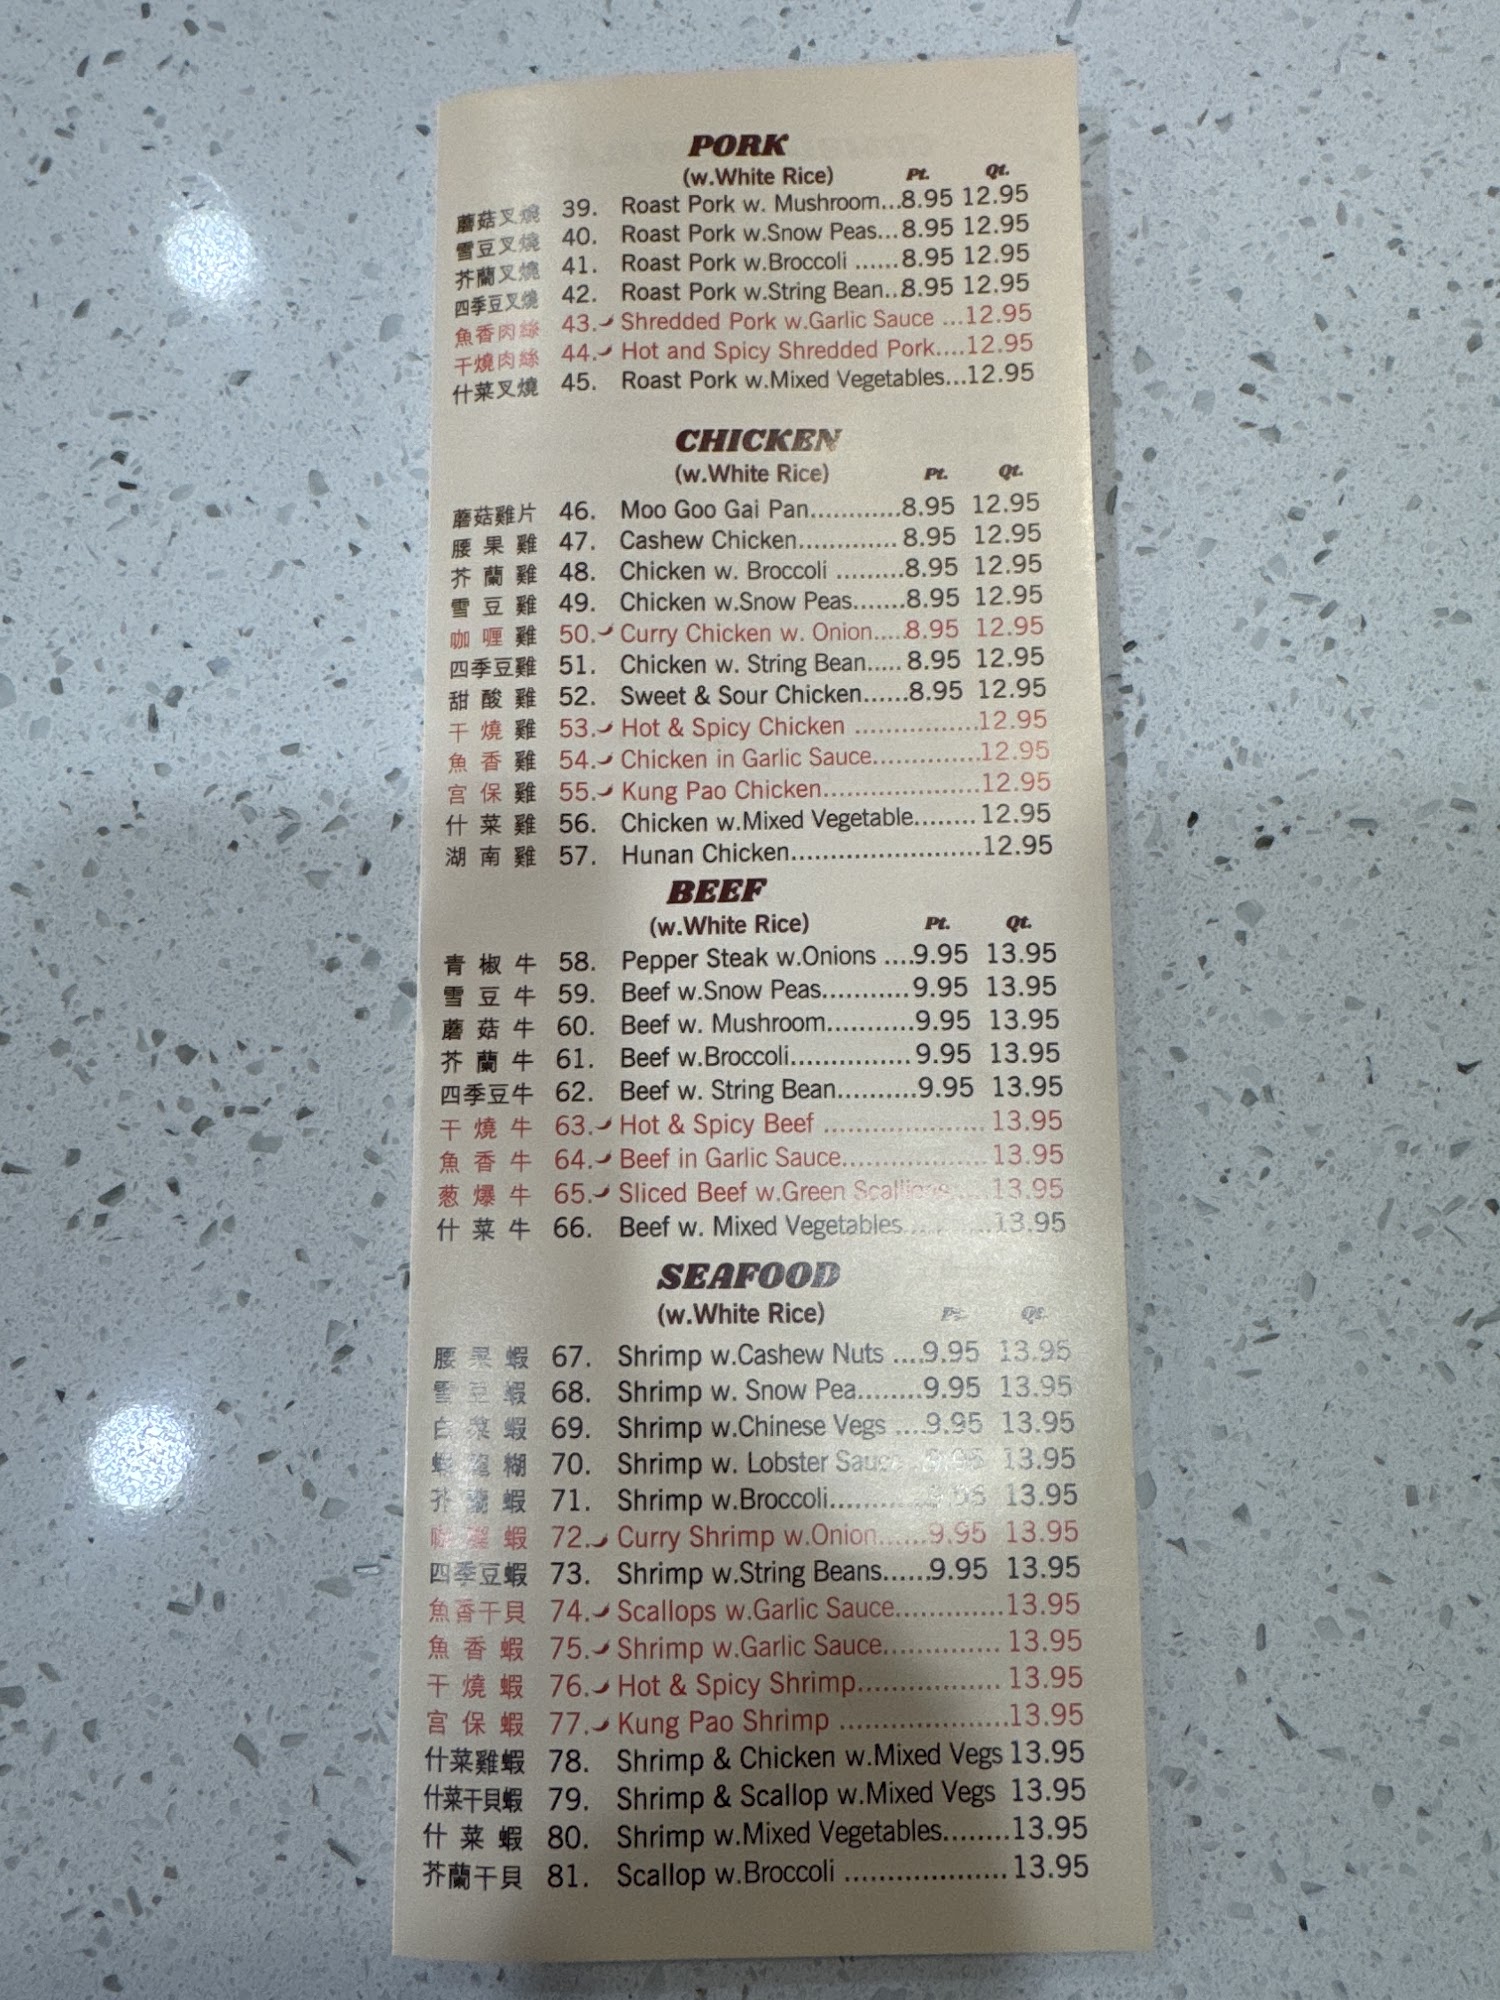 PORK
(w.White Rice) Pt. Qt.
蘑菇叉燒 39. Roast Pork w. Mushroom...8.95 12.95
雪豆叉燒 40. Roast Pork w.Snow Peas...8.95 12.95
芥蘭叉燒 41. Roast Pork w.Broccoli ......8.95 12.95
四季豆叉燒 42. Roast Pork w.String Bean..8.95 12.95
魚香肉絲 43. Shredded Pork w.Garlic Sauce ...12.95
干燒肉絲 44. Hot and Spicy Shredded Pork....12.95
什菜叉燒 45. Roast Pork w.Mixed Vegetables...12.95
CHICKEN
(w.White Rice) Pt. Qt.
蘑菇雞片 46. Moo Goo Gai Pan............8.95 12.95
腰果雞 47. Cashew Chicken............. 8.95 12.95
芥蘭雞 48. Chicken w. Broccoli .........8.95 12.95
雪豆雞 49. Chicken w.Snow Peas.......8.95 12.95
咖喱雞 50. Curry Chicken w. Onion.....8.95 12.95
四季豆雞 51. Chicken w. String Bean..... 8.95 12.95
甜酸雞 52. Sweet & Sour Chicken......8.95 12.95
干燒雞 53. Hot & Spicy Chicken .................12.95
魚香雞 54. Chicken in Garlic Sauce...............12.95
宮保雞 55. Kung Pao Chicken......................12.95
什菜雞 56. Chicken w.Mixed Vegetable........ 12.95
湖南雞 57. Hunan Chicken...........................12.95
BEEF
(w.White Rice) Pt. Qt.
青椒牛 58. Pepper Steak w.Onions ....9.95 13.95
雪豆牛 59. Beef w.Snow Peas...........9.95 13.95
蘑菇牛 60. Beef w. Mushroom...........9.95 13.95
芥蘭牛 61. Beef w.Broccoli................ 9.95 13.95
四季豆牛 62. Beef w. String Bean..........9.95 13.95
干燒牛 63. Hot & Spicy Beef ..................... 13.95
魚香牛 64. Beef in Garlic Sauce................... 13.95
葱爆牛 65. Sliced Beef w.Green Scallions.....13.95
什菜牛 66. Beef w. Mixed Vegetables...........13.95
SEAFOOD
(w.White Rice) Pt. Qt.
腰果蝦 67. Shrimp w.Cashew Nuts ....9.95 13.95
雪豆蝦 68. Shrimp w. Snow Pea........9.95 13.95
白菜蝦 69. Shrimp w.Chinese Vegs ....9.95 13.95
糊 70. Shrimp w. Lobster Sauce 13.95
芥蘭蝦 71. Shrimp w.Broccoli......... 13.95
咖喱蝦 72. Curry Shrimp w.Onion......9.95 13.95
四季豆蝦 73. Shrimp w.String Beans......9.95 13.95
魚香干貝 74. Scallops w.Garlic Sauce.............13.95
魚香蝦 75. Shrimp w.Garlic Sauce............... 13.95
干燒蝦 76. Hot & Spicy Shrimp.................. 13.95
宮保蝦 77. Kung Pao Shrimp .....................13.95
什菜雞蝦 78. Shrimp & Chicken w.Mixed Vegs 13.95
什菜干貝蝦 79. Shrimp & Scallop w.Mixed Vegs 13.95
什菜蝦 80. Shrimp w.Mixed Vegetables........13.95
芥蘭干貝 81. Scallop w.Broccoli .................... 13.95